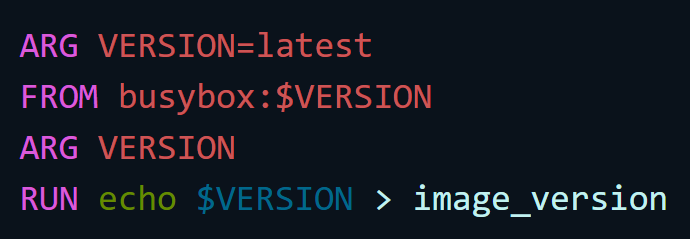 ARG VERSION=latest
FROM busybox:$VERSION
ARG VERSION
RUN echo $VERSION > image_version